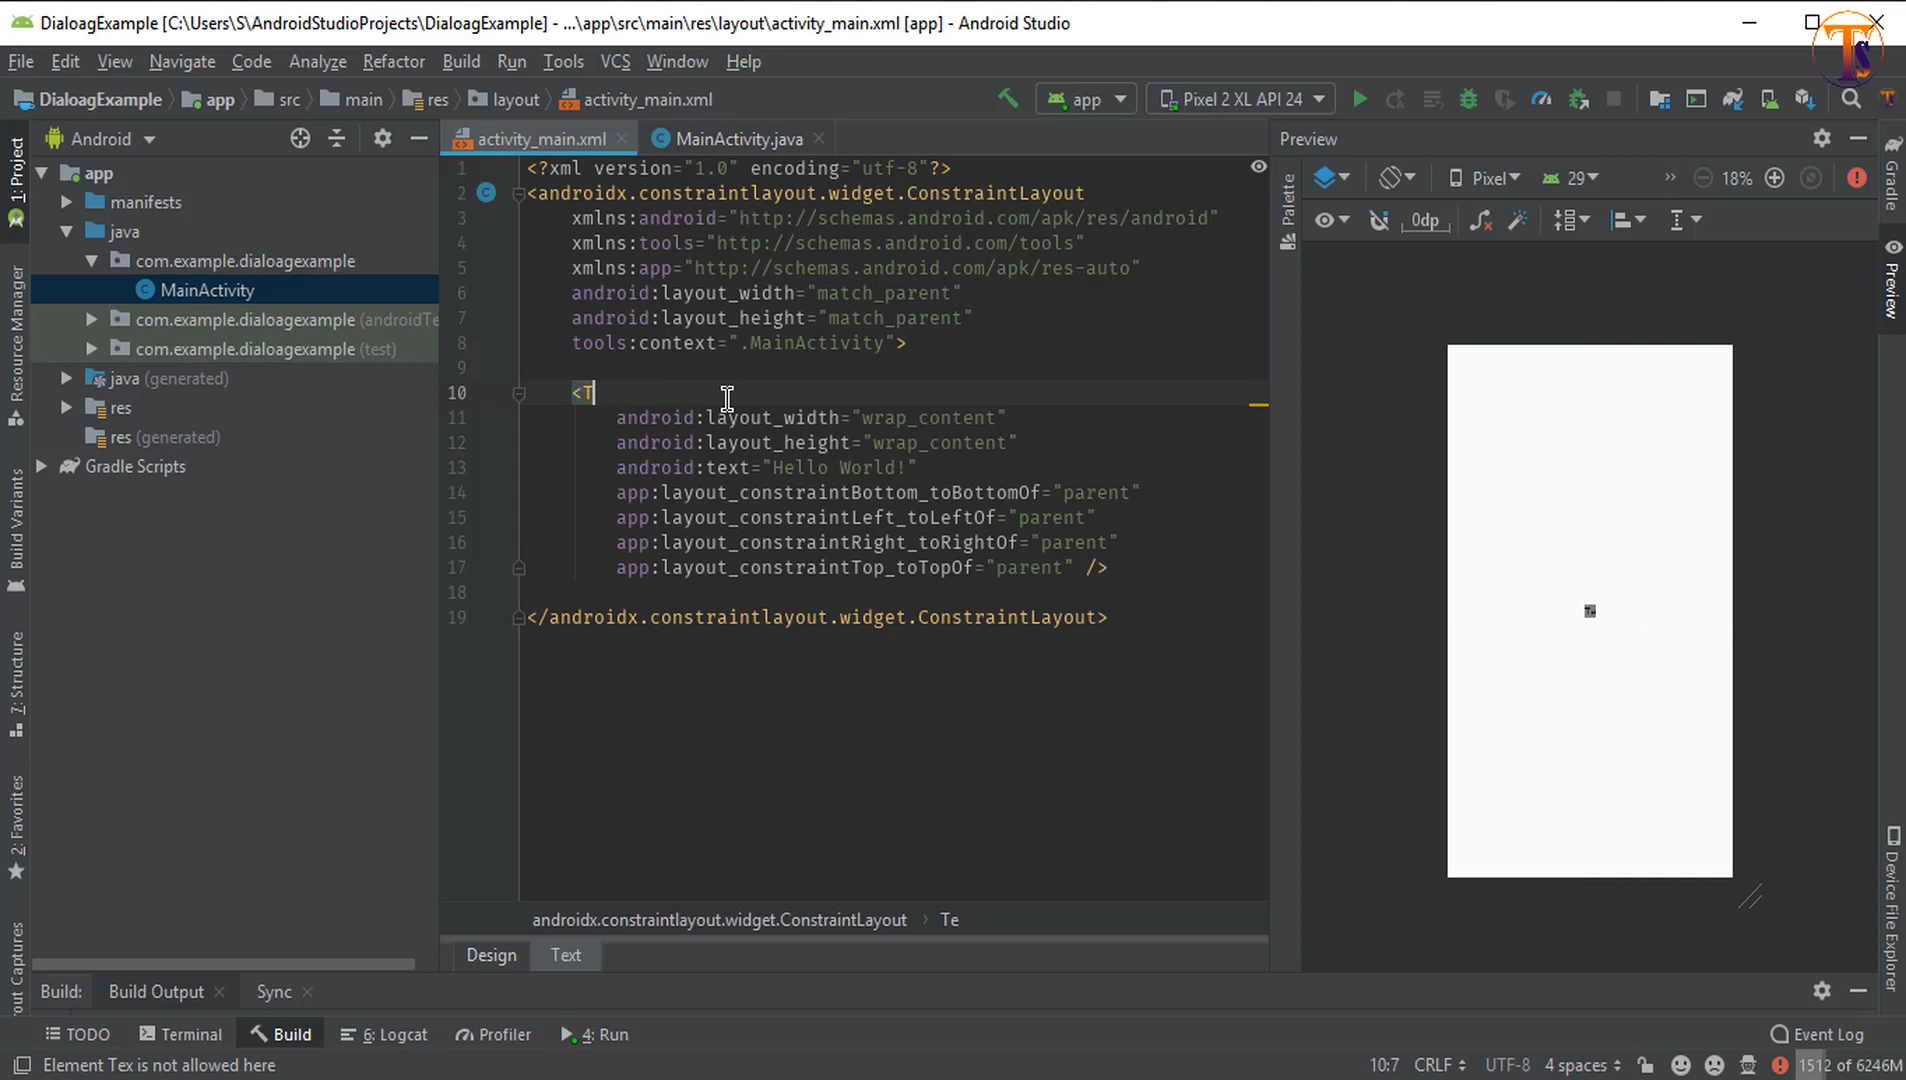 DialoagExample [C:\Users\S\AndroidStudioProjects\DialoagExample] - ...\app\src\main\res\layout\activity_main.xml [app] - Android Studio
TS
File Edit View Navigate Code Analyze Refactor Build Run Tools VCS Window Help
DialoagExample app src main res layout activity_main.xml app Pixel 2 XL API 24
1: Project
Resource Manager
Build Variants
7: Structure
2: Favorites
out Captures
Android
app
manifests
java
com.example.dialoagexample
MainActivity
com.example.dialoagexample (androidTe
com.example.dialoagexample (test)
java (generated)
res
res (generated)
Gradle Scripts
activity_main.xml MainActivity.java
1 <?xml version="1.0" encoding="utf-8"?>
2 <androidx.constraintlayout.widget.ConstraintLayout
3 xmlns:android="http://schemas.android.com/apk/res/android"
4 xmlns:tools="http://schemas.android.com/tools"
5 xmlns:app="http://schemas.android.com/apk/res-auto"
6 android:layout_width="match_parent"
7 android:layout_height="match_parent"
8 tools:context=".MainActivity">
9
10 <T
11 android:layout_width="wrap_content"
12 android:layout_height="wrap_content"
13 android:text="Hello World!"
14 app:layout_constraintBottom_toBottomOf="parent"
15 app:layout_constraintLeft_toLeftOf="parent"
16 app:layout_constraintRight_toRightOf="parent"
17 app:layout_constraintTop_toTopOf="parent" />
18
19 </androidx.constraintlayout.widget.ConstraintLayout>
androidx.constraintlayout.widget.ConstraintLayout › Te
Design Text
Preview
Palette
Pixel 29 » 18%
0dp
Gradle
Preview
Device File Explorer
Build: Build Output Sync
TODO Terminal Build 6: Logcat Profiler 4: Run Event Log
Element Tex is not allowed here 10:7 CRLF UTF-8 4 spaces 1512 of 6246M